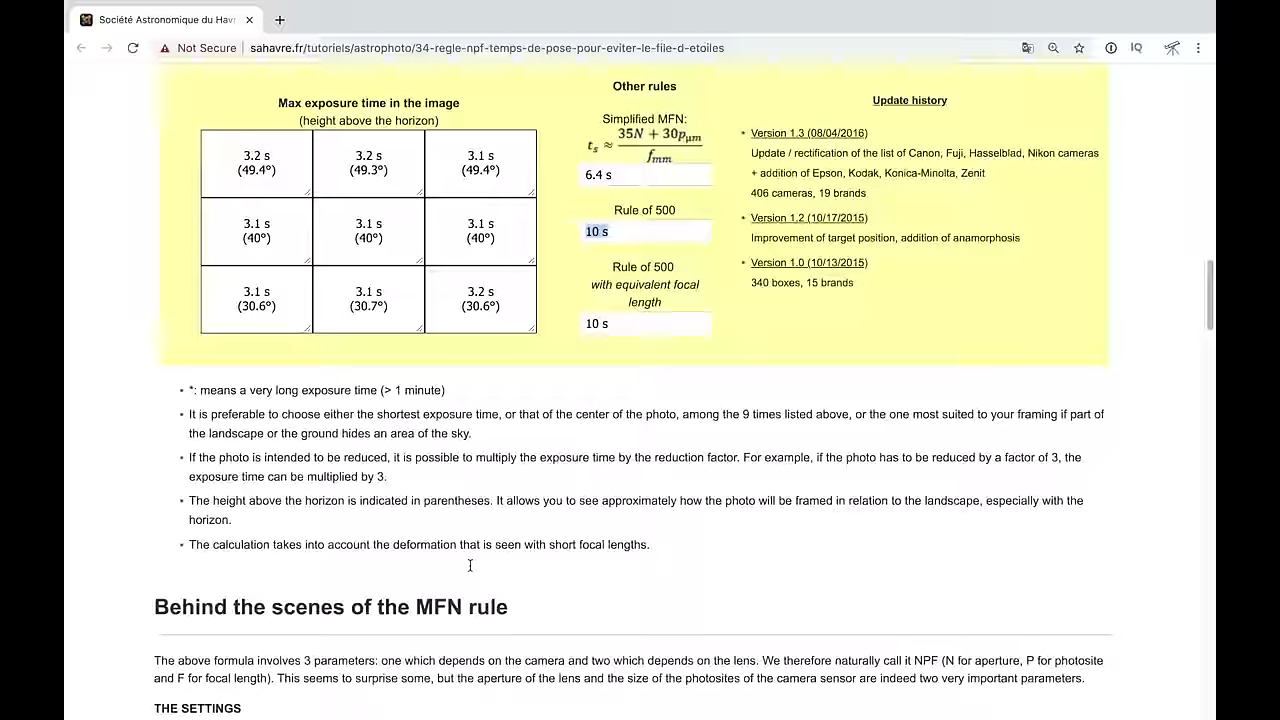 Société Astronomique du Hav
Not Secure
sahavre.fr/tutoriels/astrophoto/34-regle-npf-temps-de-pose-pour-eviter-le-file-d-etoiles
IQ
Max exposure time in the image
(height above the horizon)
3.2 s
(49.4º)
3.2 s
(49.3º)
3.1 s
(49.4º)
3.1 s
(40º)
3.1 s
(40º)
3.1 s
(40º)
3.1 s
(30.6º)
3.1 s
(30.7º)
3.2 s
(30.6º)
Other rules
Simplified MFN:
tₛ ≈ (35N + 30pμm) / fmm
6.4 s
Rule of 500
10 s
Rule of 500
with equivalent focal
length
10 s
Update history
• Version 1.3 (08/04/2016)
Update / rectification of the list of Canon, Fuji, Hasselblad, Nikon cameras
+ addition of Epson, Kodak, Konica-Minolta, Zenit
406 cameras, 19 brands
• Version 1.2 (10/17/2015)
Improvement of target position, addition of anamorphosis
• Version 1.0 (10/13/2015)
340 boxes, 15 brands
• *: means a very long exposure time (> 1 minute)
• It is preferable to choose either the shortest exposure time, or that of the center of the photo, among the 9 times listed above, or the one most suited to your framing if part of
the landscape or the ground hides an area of the sky.
• If the photo is intended to be reduced, it is possible to multiply the exposure time by the reduction factor. For example, if the photo has to be reduced by a factor of 3, the
exposure time can be multiplied by 3.
• The height above the horizon is indicated in parentheses. It allows you to see approximately how the photo will be framed in relation to the landscape, especially with the
horizon.
• The calculation takes into account the deformation that is seen with short focal lengths.
Behind the scenes of the MFN rule
The above formula involves 3 parameters: one which depends on the camera and two which depends on the lens. We therefore naturally call it NPF (N for aperture, P for photosite
and F for focal length). This seems to surprise some, but the aperture of the lens and the size of the photosites of the camera sensor are indeed two very important parameters.
THE SETTINGS